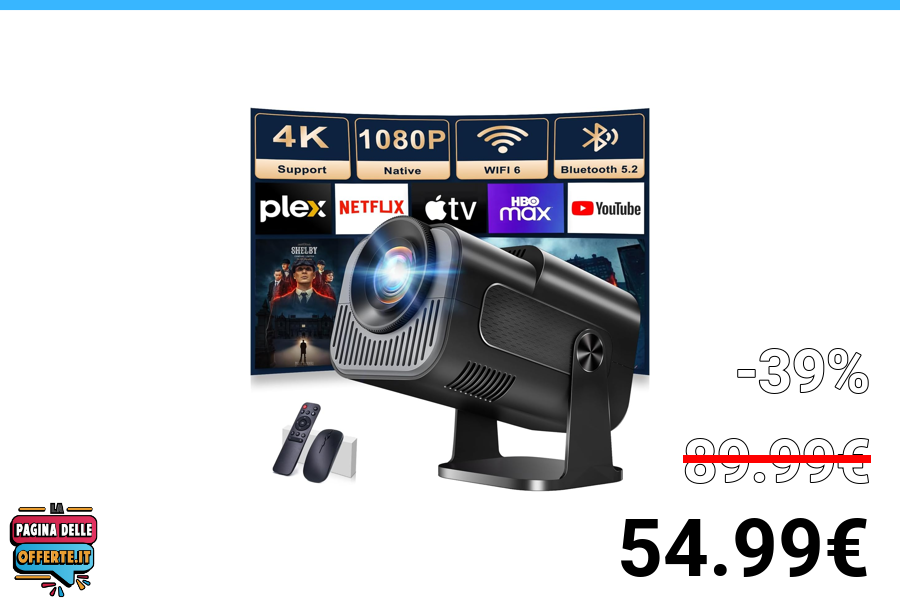 4K
Support
1080P
Native
WIFI 6
Bluetooth 5.2
plex
NETFLIX
tv
HBO
max
YouTube
SHELBY
-39%
89.99€
54.99€
LA
PAGINA DELLE
OFFERTE.IT